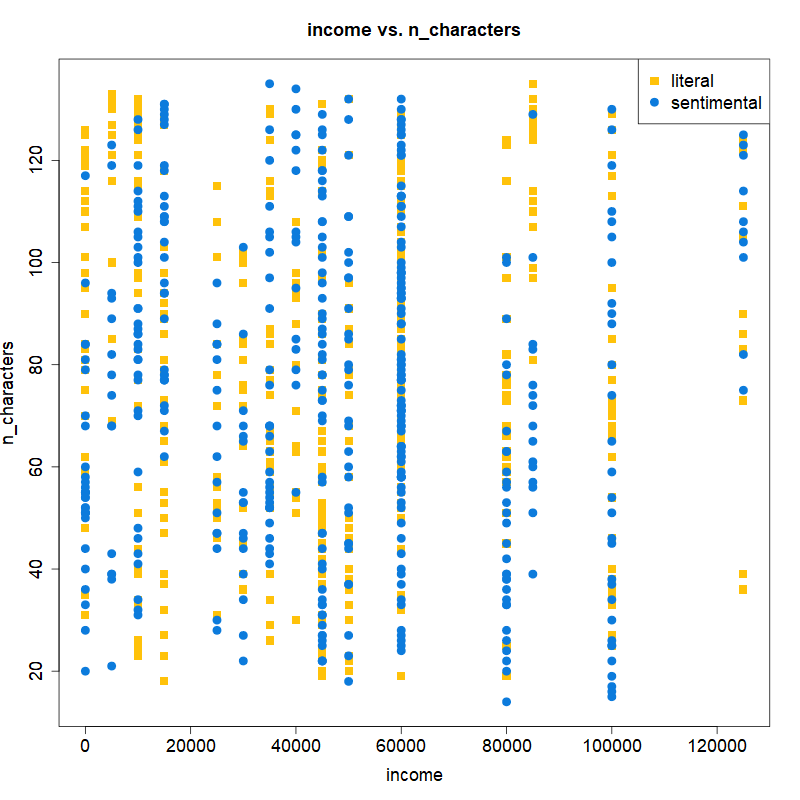 income vs. n_characters
literal
sentimental
n_characters
120
100
80
60
40
20
0 20000 40000 60000 80000 100000 120000
income